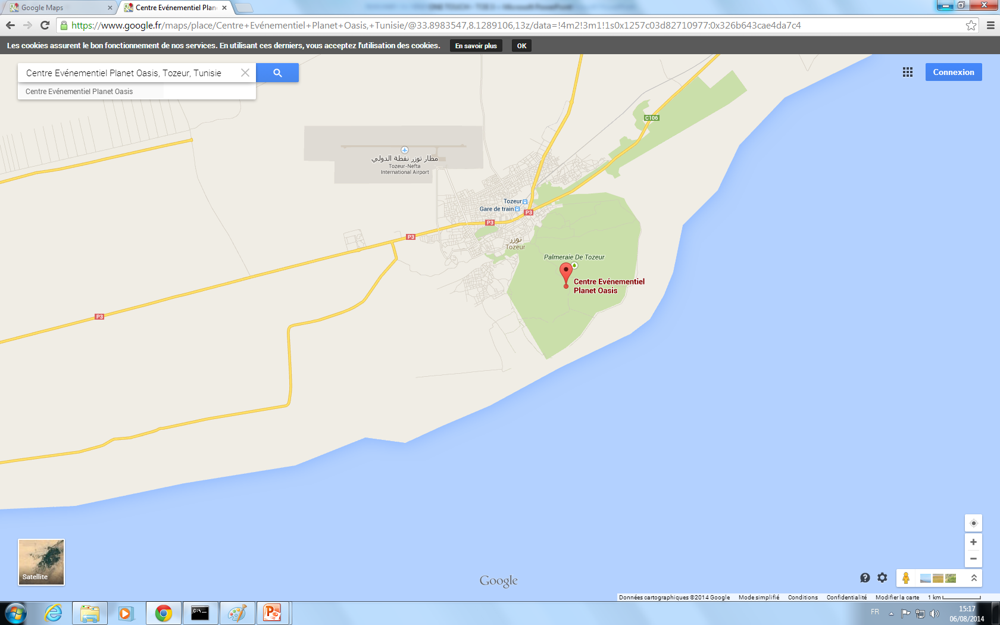 Google Maps
Centre Evénementiel Plan
https://www.google.fr/maps/place/Centre+Evénementiel+Planet+Oasis,+Tunisie/@33.8983547,8.1289106,13z/data=!4m2!3m1!1s0x1257c03d82710977:0x326b643cae4da7c4
Les cookies assurent le bon fonctionnement de nos services. En utilisant ces derniers, vous acceptez l'utilisation des cookies.
En savoir plus
OK
Centre Evénementiel Planet Oasis, Tozeur, Tunisie
Centre Evénementiel Planet Oasis
Connexion
C106
مطار توزر نفطة الدولي
Tozeur-Nefta
International Airport
Tozeur
Gare de train
P3
P3
P3
توزر
Tozeur
Palmeraie De Tozeur
Centre Evénementiel
Planet Oasis
P3
Satellite
Google
Données cartographiques ©2014 Google
Mode simplifié
Conditions
Confidentialité
Modifier la carte
1 km
C:\_
FR
15:17
06/08/2014